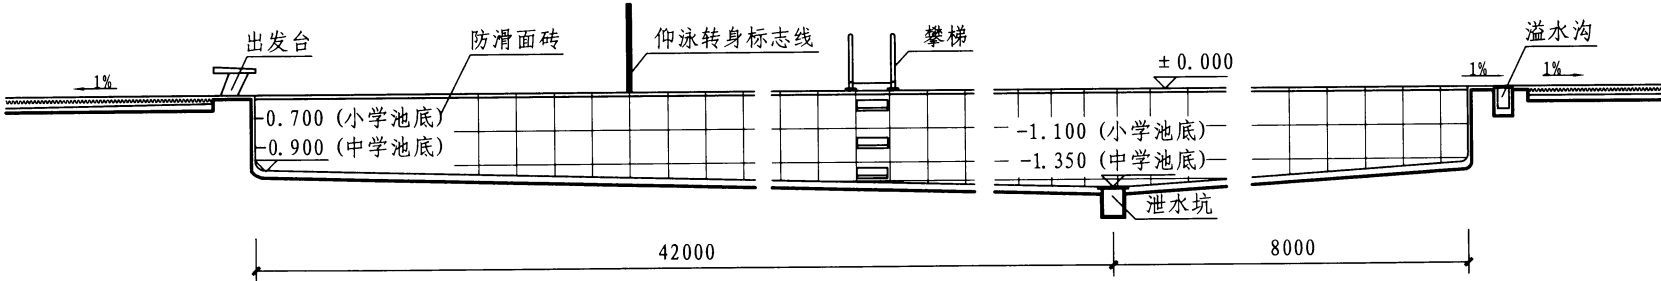 出发台
防滑面砖
仰泳转身标志线
攀梯
±0.000
溢水沟
1%
1%
1%
-0.700 (小学池底)
-0.900 (中学池底)
-1.100 (小学池底)
-1.350 (中学池底)
泄水坑
42000
8000